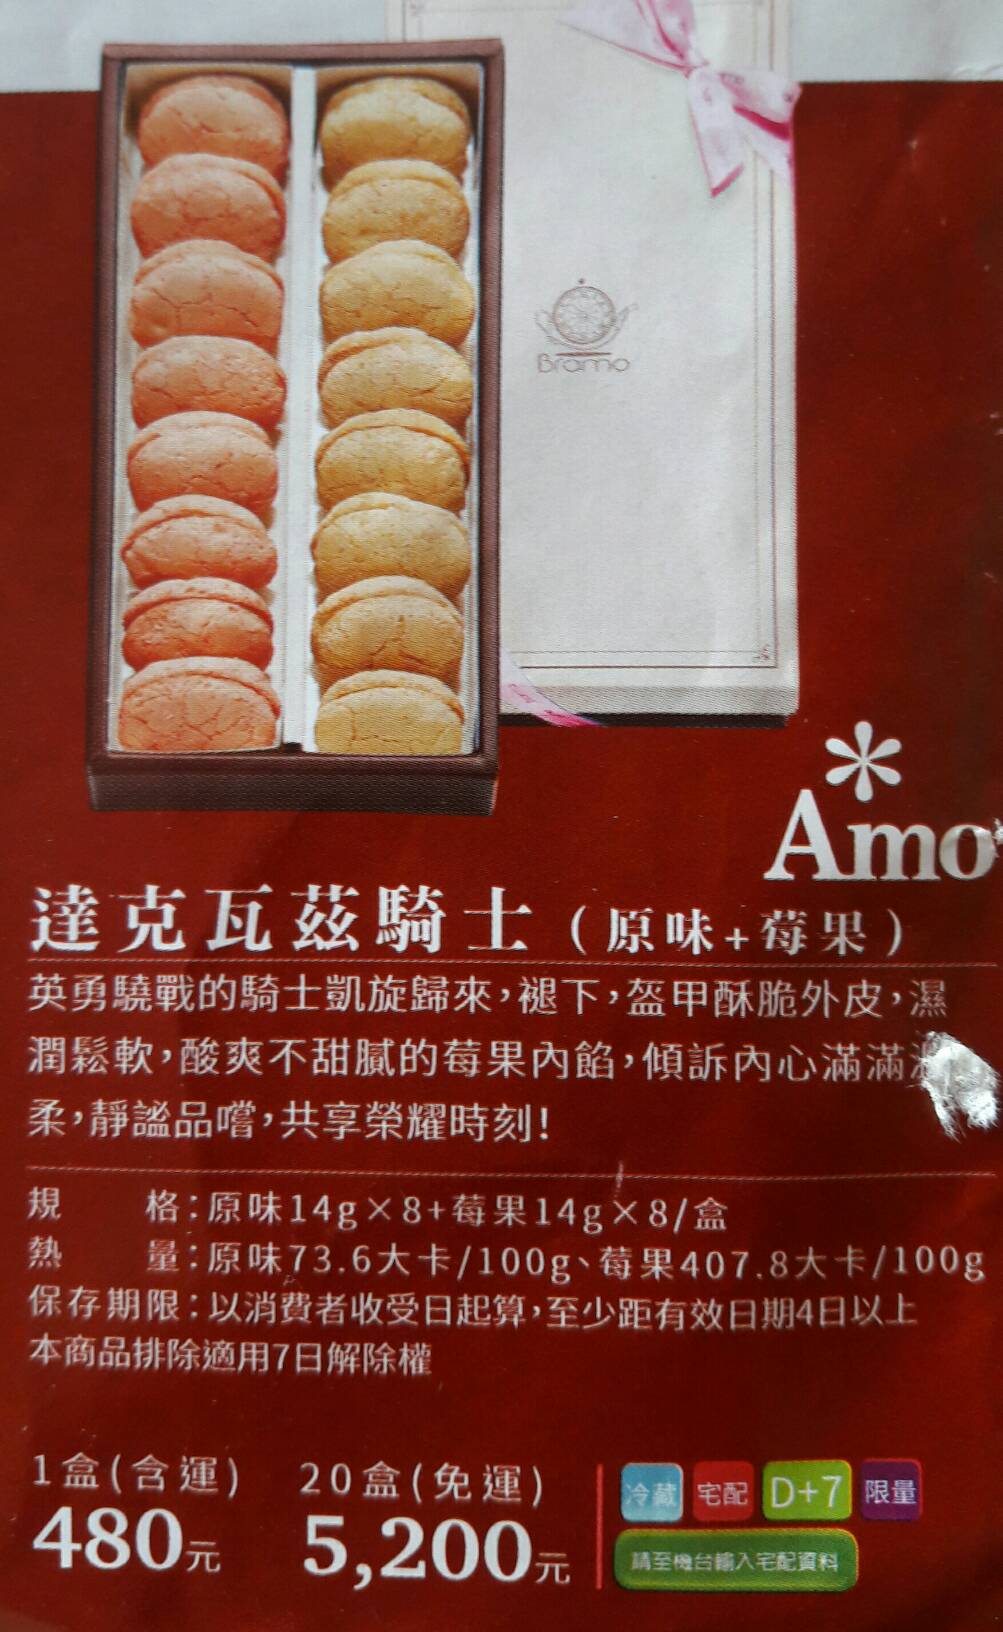 Bramo
Amo
達克瓦茲騎士(原味+莓果)
英勇驍戰的騎士凱旋歸來,褪下,盔甲酥脆外皮,濕
潤鬆軟,酸爽不甜膩的莓果內餡,傾訴內心滿滿
柔,靜謐品嚐,共享榮耀時刻!
規 格:原味14g×8+莓果14g×8/盒
熱 量:原味73.6大卡/100g、莓果407.8大卡/100g
保存期限:以消費者收受日起算,至少距有效日期4日以上
本商品排除適用7日解除權
1盒(含運) 20盒(免運)
480元 5,200元
冷藏 宅配 D+7 限量
請至機台輸入宅配資料